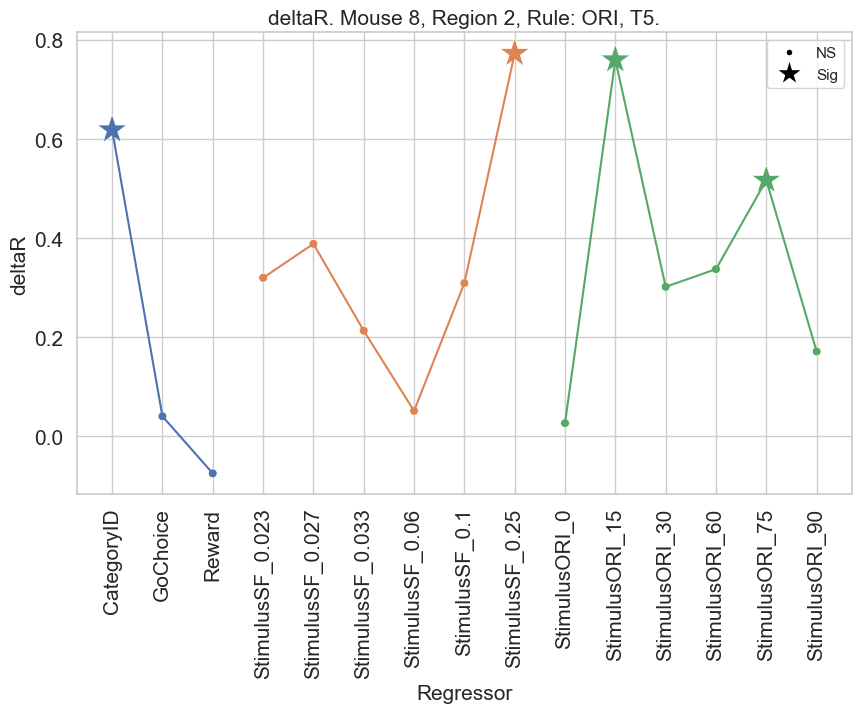 deltaR. Mouse 8, Region 2, Rule: ORI, T5.
NS
Sig
0.8
0.6
0.4
0.2
0.0
deltaR
CategoryID
GoChoice
Reward
StimulusSF_0.023
StimulusSF_0.027
StimulusSF_0.033
StimulusSF_0.06
StimulusSF_0.1
StimulusSF_0.25
StimulusORI_0
StimulusORI_15
StimulusORI_30
StimulusORI_60
StimulusORI_75
StimulusORI_90
Regressor